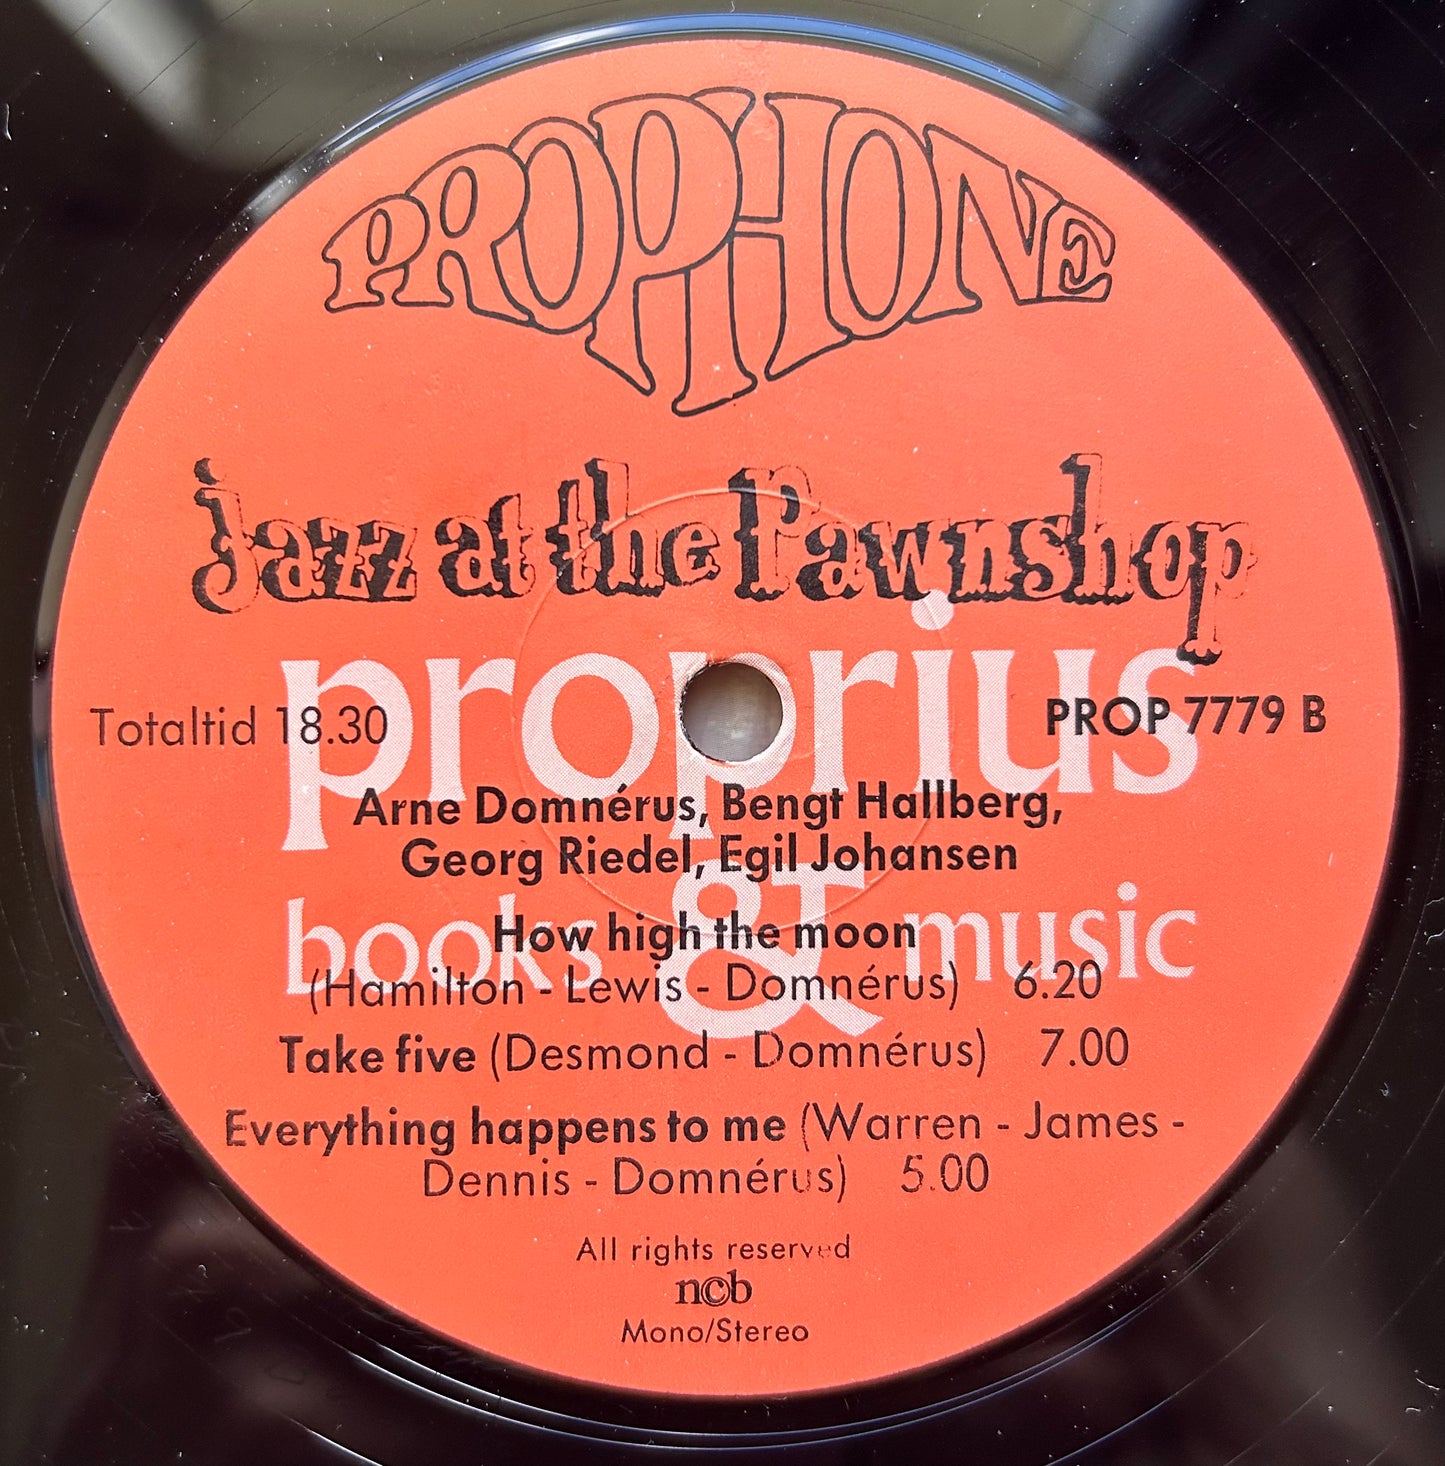 PROPHONE
jazz at the Pawnshop
proprius
Totaltid 18.30
PROP 7779 B
Arne Domnérus, Bengt Hallberg,
Georg Riedel, Egil Johansen
books & music
How high the moon
(Hamilton - Lewis - Domnérus) 6.20
Take five (Desmond - Domnérus) 7.00
Everything happens to me (Warren - James -
Dennis - Domnérus) 5.00
All rights reserved
n©b
Mono/Stereo